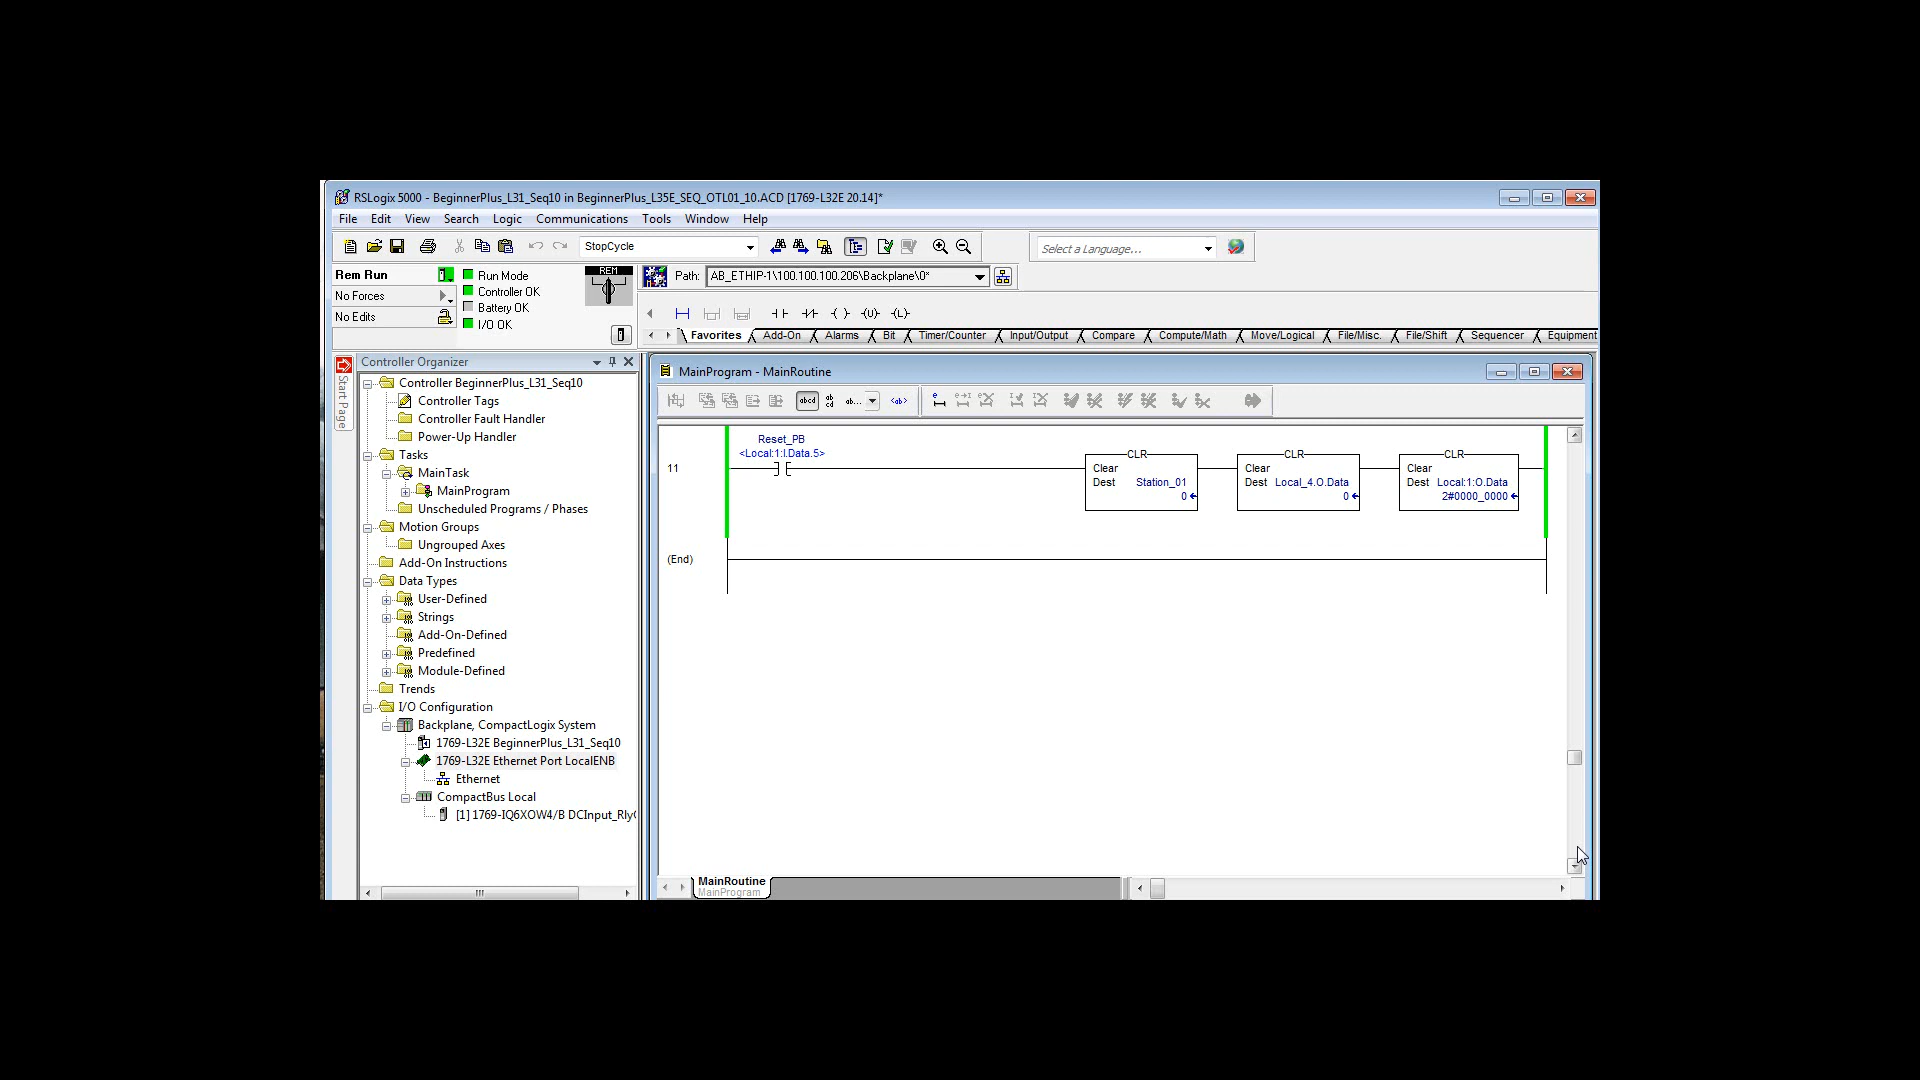 RSLogix 5000 - BeginnerPlus_L31_Seq10 in BeginnerPlus_L35E_SEQ_OTL01_10.ACD [1769-L32E 20.14]*
File Edit View Search Logic Communications Tools Window Help
StopCycle
Select a Language...
Rem Run
No Forces
No Edits
Run Mode
Controller OK
Battery OK
I/O OK
REM
Path: AB_ETHIP-1\100.100.100.206\Backplane\0*
Favorites Add-On Alarms Bit Timer/Counter Input/Output Compare Compute/Math Move/Logical File/Misc. File/Shift Sequencer Equipment
Start Page
Controller Organizer
Controller BeginnerPlus_L31_Seq10
Controller Tags
Controller Fault Handler
Power-Up Handler
Tasks
MainTask
MainProgram
Unscheduled Programs / Phases
Motion Groups
Ungrouped Axes
Add-On Instructions
Data Types
User-Defined
Strings
Add-On-Defined
Predefined
Module-Defined
Trends
I/O Configuration
Backplane, CompactLogix System
1769-L32E BeginnerPlus_L31_Seq10
1769-L32E Ethernet Port LocalENB
Ethernet
CompactBus Local
[1] 1769-IQ6XOW4/B DCInput_Rly
MainProgram - MainRoutine
Reset_PB
<Local:1:I.Data.5>
11
CLR
Clear
Dest Station_01
0
CLR
Clear
Dest Local_4.O.Data
0
CLR
Clear
Dest Local:1:O.Data
2#0000_0000
(End)
MainRoutine
MainProgram